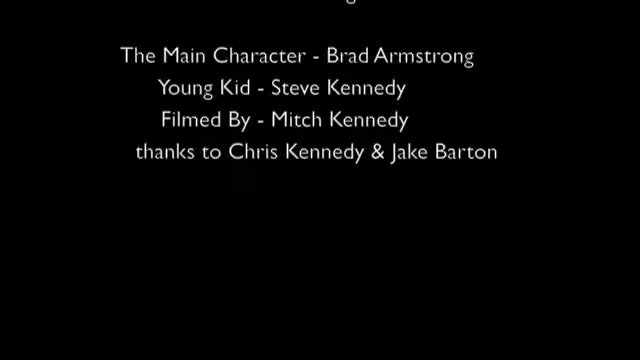 The Main Character - Brad Armstrong
Young Kid - Steve Kennedy
Filmed By - Mitch Kennedy
thanks to Chris Kennedy & Jake Barton